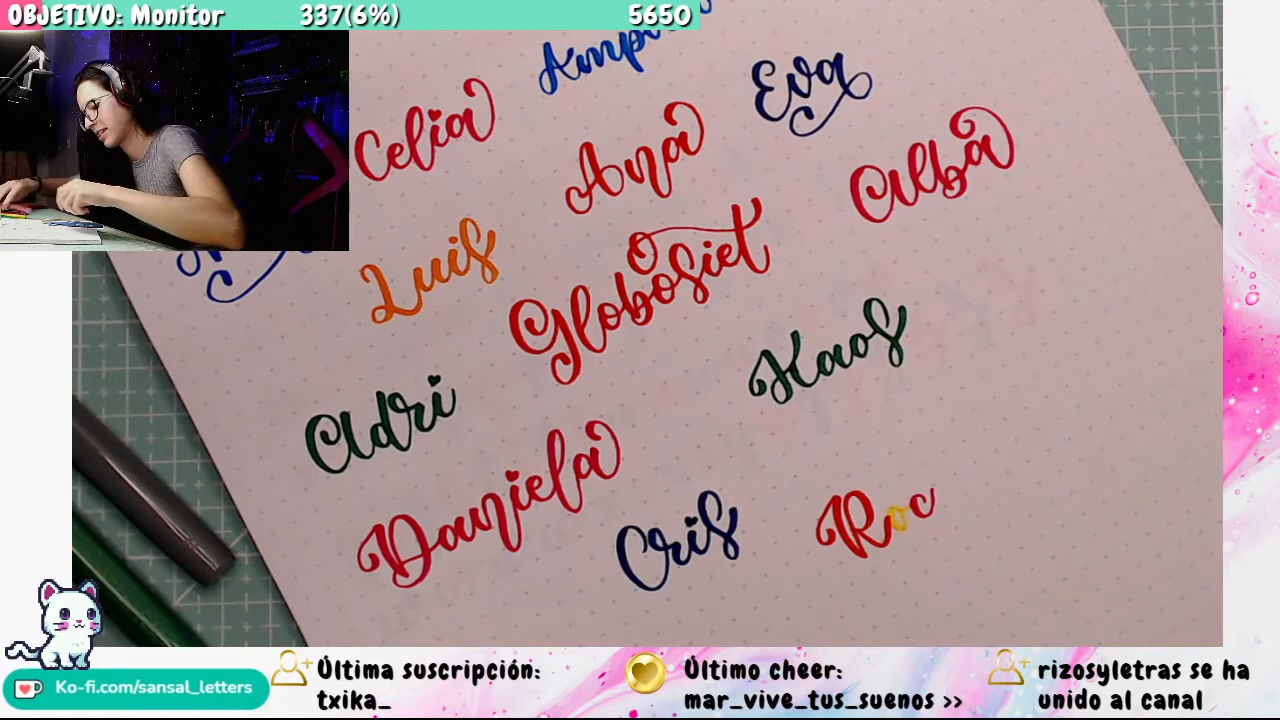 OBJETIVO: Monitor 337(6%) 5650
Celia
Ana
Eva
Alba
Luis
Globosiet
Adri
Kaos
Daniela
Cris
Roc
Ko-fi.com/sansal_letters
Última suscripción:
txika_
Último cheer:
mar_vive_tus_suenos >>
rizosyletras se ha
unido al canal